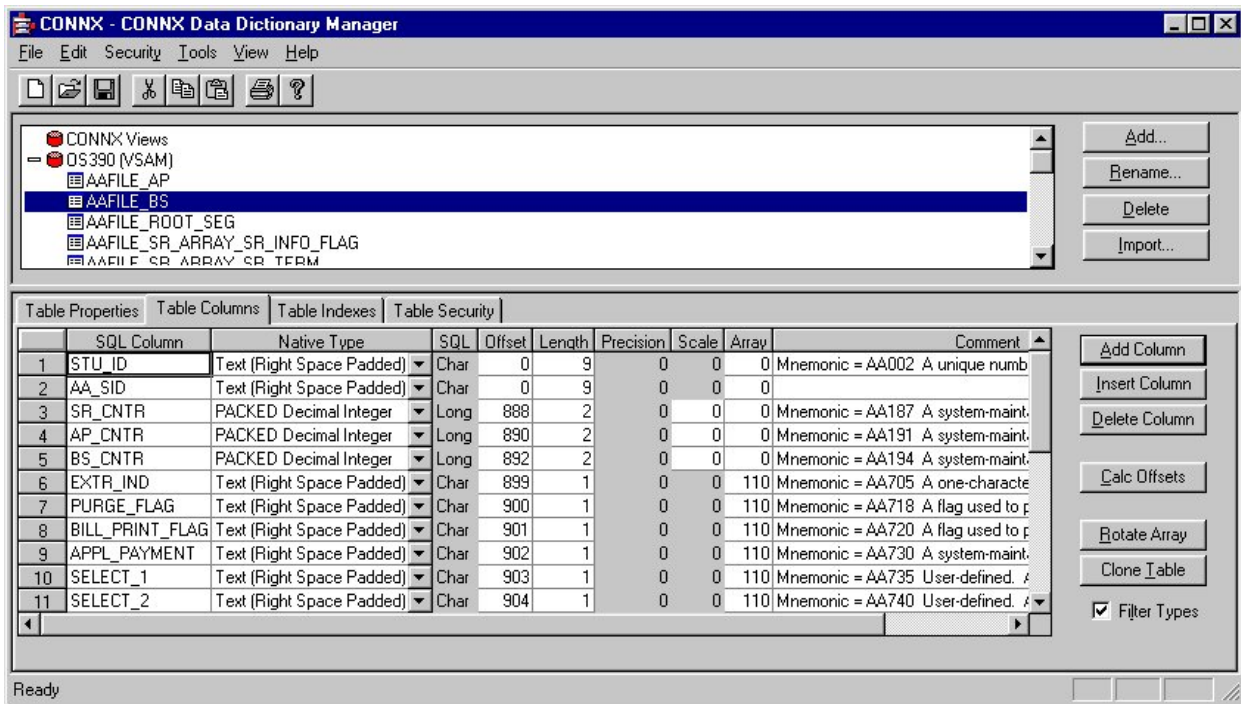 CONNX - CONNX Data Dictionary Manager
File Edit Security Tools View Help
CONNX Views
OS390 (VSAM)
AAFILE_AP
AAFILE_BS
AAFILE_ROOT_SEG
AAFILE_SR_ARRAY_SR_INFO_FLAG
AAFILE_SR_ARRAY_SR_TERM
Add...
Rename...
Delete
Import...
Table Properties Table Columns Table Indexes Table Security
SQL Column Native Type SQL Offset Length Precision Scale Array Comment
1 STU_ID Text (Right Space Padded) Char 0 9 0 0 0 Mnemonic = AA002 A unique numb
2 AA_SID Text (Right Space Padded) Char 0 9 0 0 0
3 SR_CNTR PACKED Decimal Integer Long 888 2 0 0 0 Mnemonic = AA187 A system-maint
4 AP_CNTR PACKED Decimal Integer Long 890 2 0 0 0 Mnemonic = AA191 A system-maint
5 BS_CNTR PACKED Decimal Integer Long 892 2 0 0 0 Mnemonic = AA194 A system-maint
6 EXTR_IND Text (Right Space Padded) Char 899 1 0 0 110 Mnemonic = AA705 A one-characte
7 PURGE_FLAG Text (Right Space Padded) Char 900 1 0 0 110 Mnemonic = AA718 A flag used to p
8 BILL_PRINT_FLAG Text (Right Space Padded) Char 901 1 0 0 110 Mnemonic = AA720 A flag used to p
9 APPL_PAYMENT Text (Right Space Padded) Char 902 1 0 0 110 Mnemonic = AA730 A system-maint
10 SELECT_1 Text (Right Space Padded) Char 903 1 0 0 110 Mnemonic = AA735 User-defined. A
11 SELECT_2 Text (Right Space Padded) Char 904 1 0 0 110 Mnemonic = AA740 User-defined. A
Add Column
Insert Column
Delete Column
Calc Offsets
Rotate Array
Clone Table
Filter Types
Ready